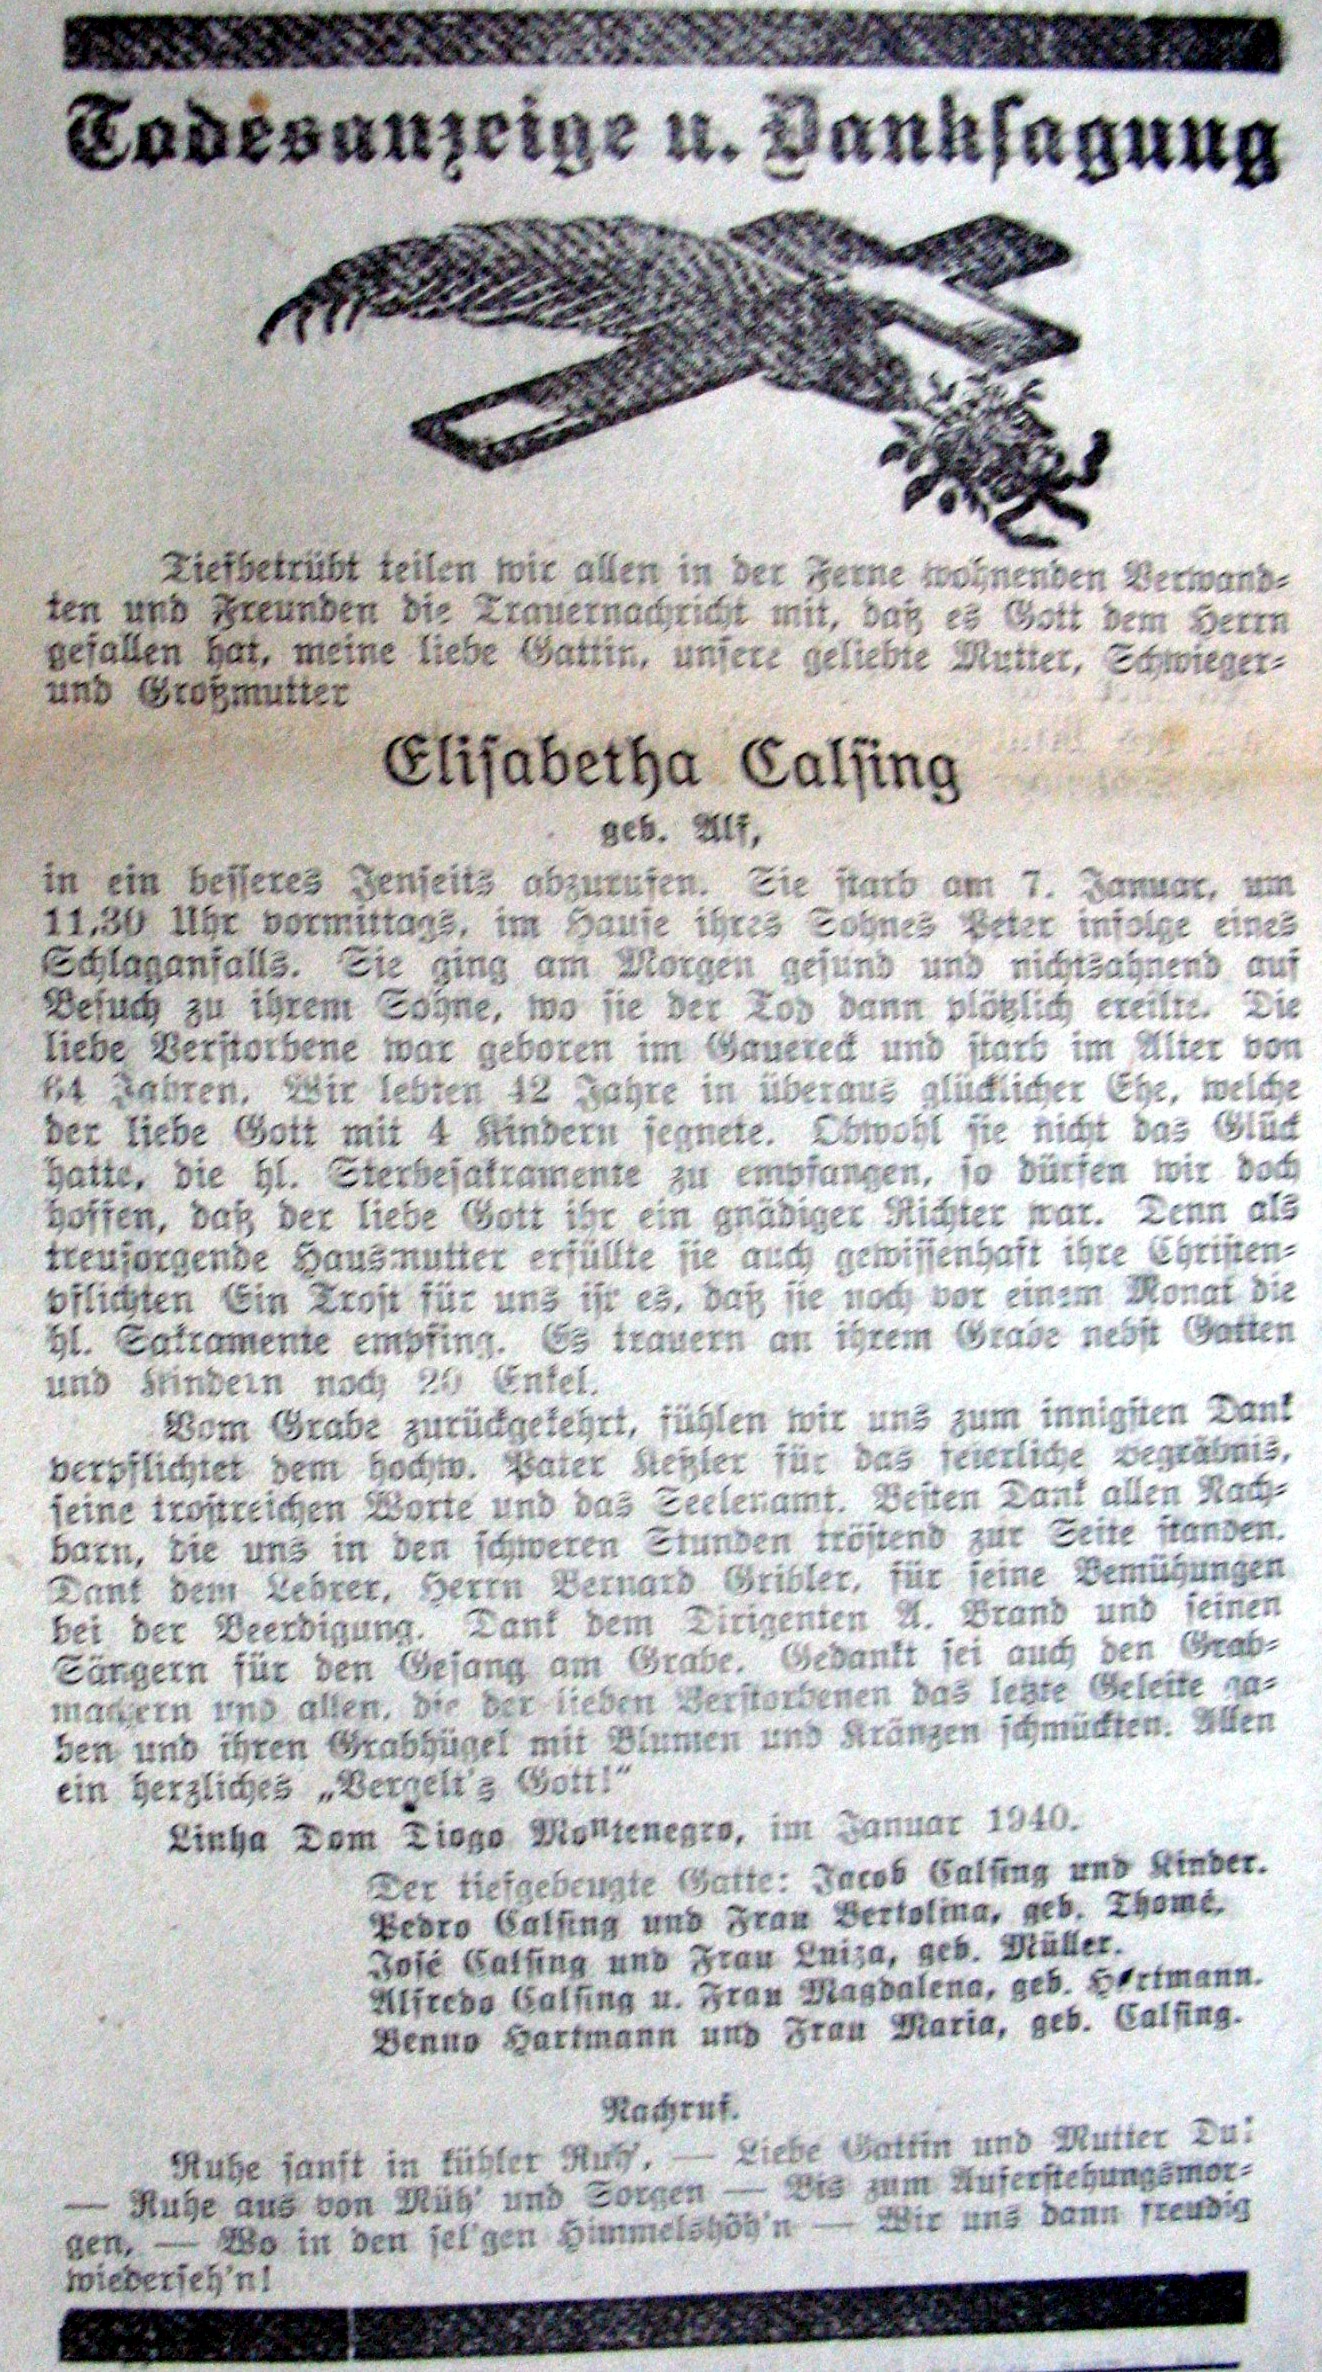 Todesanzeige u. Danksagung
Tiefbetrübt teilen wir allen in der Ferne wohnenden Verwand-
ten und Freunden die Trauernachricht mit, daß es Gott dem Herrn
gefallen hat, meine liebe Gattin, unsere geliebte Mutter, Schwieger-
und Großmutter
Elisabetha Calsing
geb. Alf,
in ein besseres Jenseits abzurufen. Sie starb am 7. Januar, um
11,30 Uhr vormittags, im Hause ihres Sohnes Peter infolge eines
Schlaganfalls. Sie ging am Morgen gesund und nichtsahnend auf
Besuch zu ihrem Sohne, wo sie der Tod dann plötzlich ereilte. Die
liebe Verstorbene war geboren im Gauereck und starb im Alter von
64 Jahren. Wir lebten 42 Jahre in überaus glücklicher Ehe, welche
der liebe Gott mit 4 Kindern segnete. Obwohl sie nicht das Glück
hatte, die hl. Sterbesakramente zu empfangen, so dürfen wir doch
hoffen, daß der liebe Gott ihr ein gnädiger Richter war. Denn als
treusorgende Hausmutter erfüllte sie auch gewissenhaft ihre Christen-
pflichten Ein Trost für uns ist es, daß sie noch vor einem Monat die
hl. Sakramente empfing. Es trauern an ihrem Grabe nebst Gatten
und Kindern noch 20 Enkel.
Vom Grabe zurückgekehrt, fühlen wir uns zum innigsten Dank
verpflichtet dem hochw. Pater Keßler für das feierliche Begräbnis,
seine trostreichen Worte und das Seelenamt. Besten Dank allen Nach-
barn, die uns in den schweren Stunden tröstend zur Seite standen.
Dank dem Lehrer, Herrn Bernard Gribler, für seine Bemühungen
bei der Beerdigung. Dank dem Dirigenten A. Brand und seinen
Sängern für den Gesang am Grabe. Gedankt sei auch den Grab-
machern und allen, die der lieben Verstorbenen das letzte Geleite ga-
ben und ihren Grabhügel mit Blumen und Kränzen schmückten. Allen
ein herzliches „Vergelt's Gott!“
Linha Dom Diogo Montenegro, im Januar 1940.
Der tiefgebeugte Gatte: Jacob Calsing und Kinder.
Pedro Calsing und Frau Bertolina, geb. Thomé.
José Calsing und Frau Luiza, geb. Müller.
Alfredo Calsing u. Frau Magdalena, geb. Hartmann.
Benno Hartmann und Frau Maria, geb. Calsing.
Nachruf.
Ruhe sanft in kühler Ruh', — Liebe Gattin und Mutter Du!
— Ruhe aus von Müh' und Sorgen — Bis zum Auferstehungsmor-
gen, — Wo in den sel'gen Himmelshöh'n — Wir uns dann freudig
wiederseh'n!